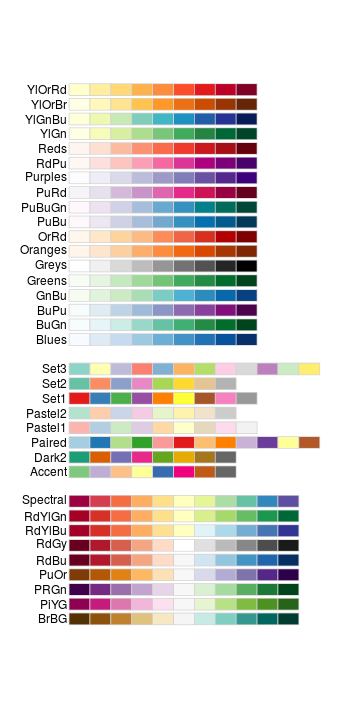 YlOrRd
YlOrBr
YlGnBu
YlGn
Reds
RdPu
Purples
PuRd
PuBuGn
PuBu
OrRd
Oranges
Greys
Greens
GnBu
BuPu
BuGn
Blues
Set3
Set2
Set1
Pastel2
Pastel1
Paired
Dark2
Accent
Spectral
RdYlGn
RdYlBu
RdGy
RdBu
PuOr
PRGn
PiYG
BrBG